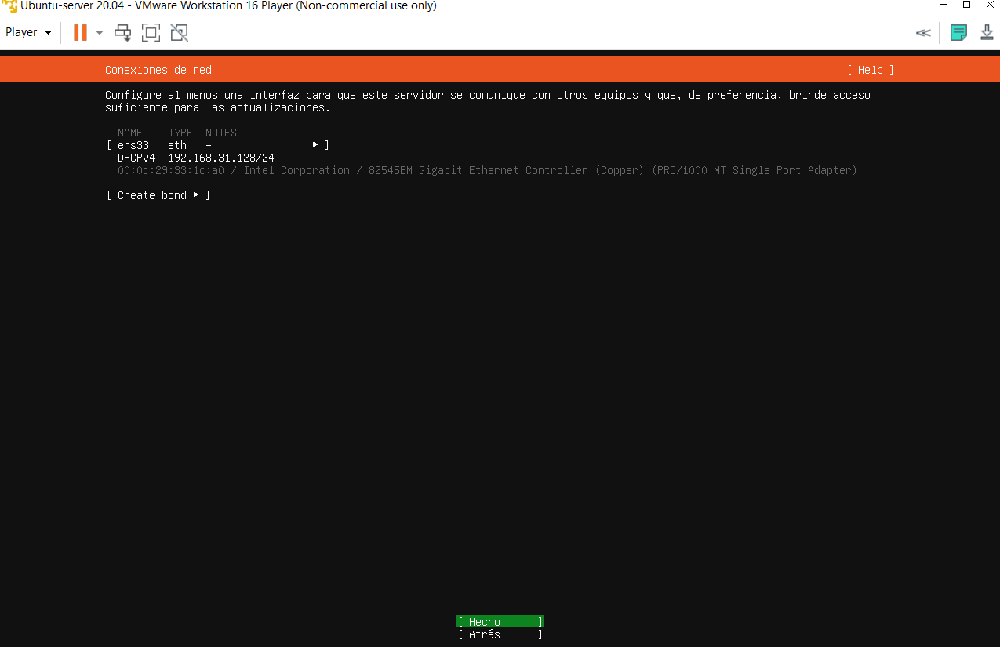 Ubuntu-server 20.04 - VMware Workstation 16 Player (Non-commercial use only)
Player
Conexiones de red [ Help ]
Configure al menos una interfaz para que este servidor se comunique con otros equipos y que, de preferencia, brinde acceso
suficiente para las actualizaciones.
NAME TYPE NOTES
[ ens33 eth - ▸ ]
DHCPv4 192.168.31.128/24
00:0c:29:33:1c:a0 / Intel Corporation / 82545EM Gigabit Ethernet Controller (Copper) (PRO/1000 MT Single Port Adapter)
[ Create bond ▸ ]
[ Hecho ]
[ Atrás ]